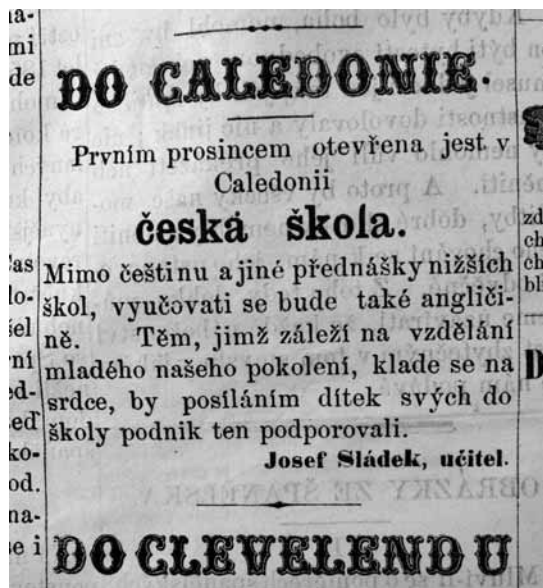 DO CALEDONIE.
Prvním prosincem otevřena jest v
Caledonii
česká škola.
Mimo češtinu a jiné přednášky nižších
škol, vyučovati se bude také angliči-
ně. Těm, jimž záleží na vzdělání
mladého našeho pokolení, klade se na
srdce, by posíláním dítek svých do
školy podnik ten podporovali.
Josef Sládek, učitel.
DO CLEVELEND U